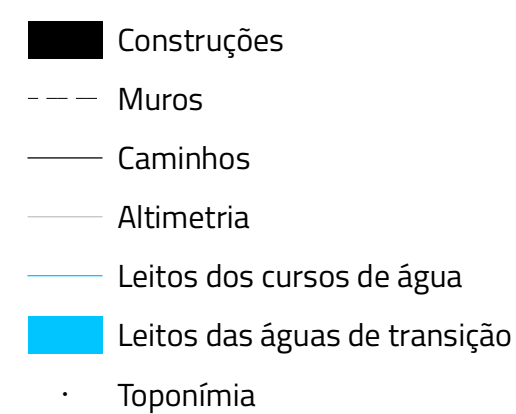 Construções
Muros
Caminhos
Altimetria
Leitos dos cursos de água
Leitos das águas de transição
Toponímia